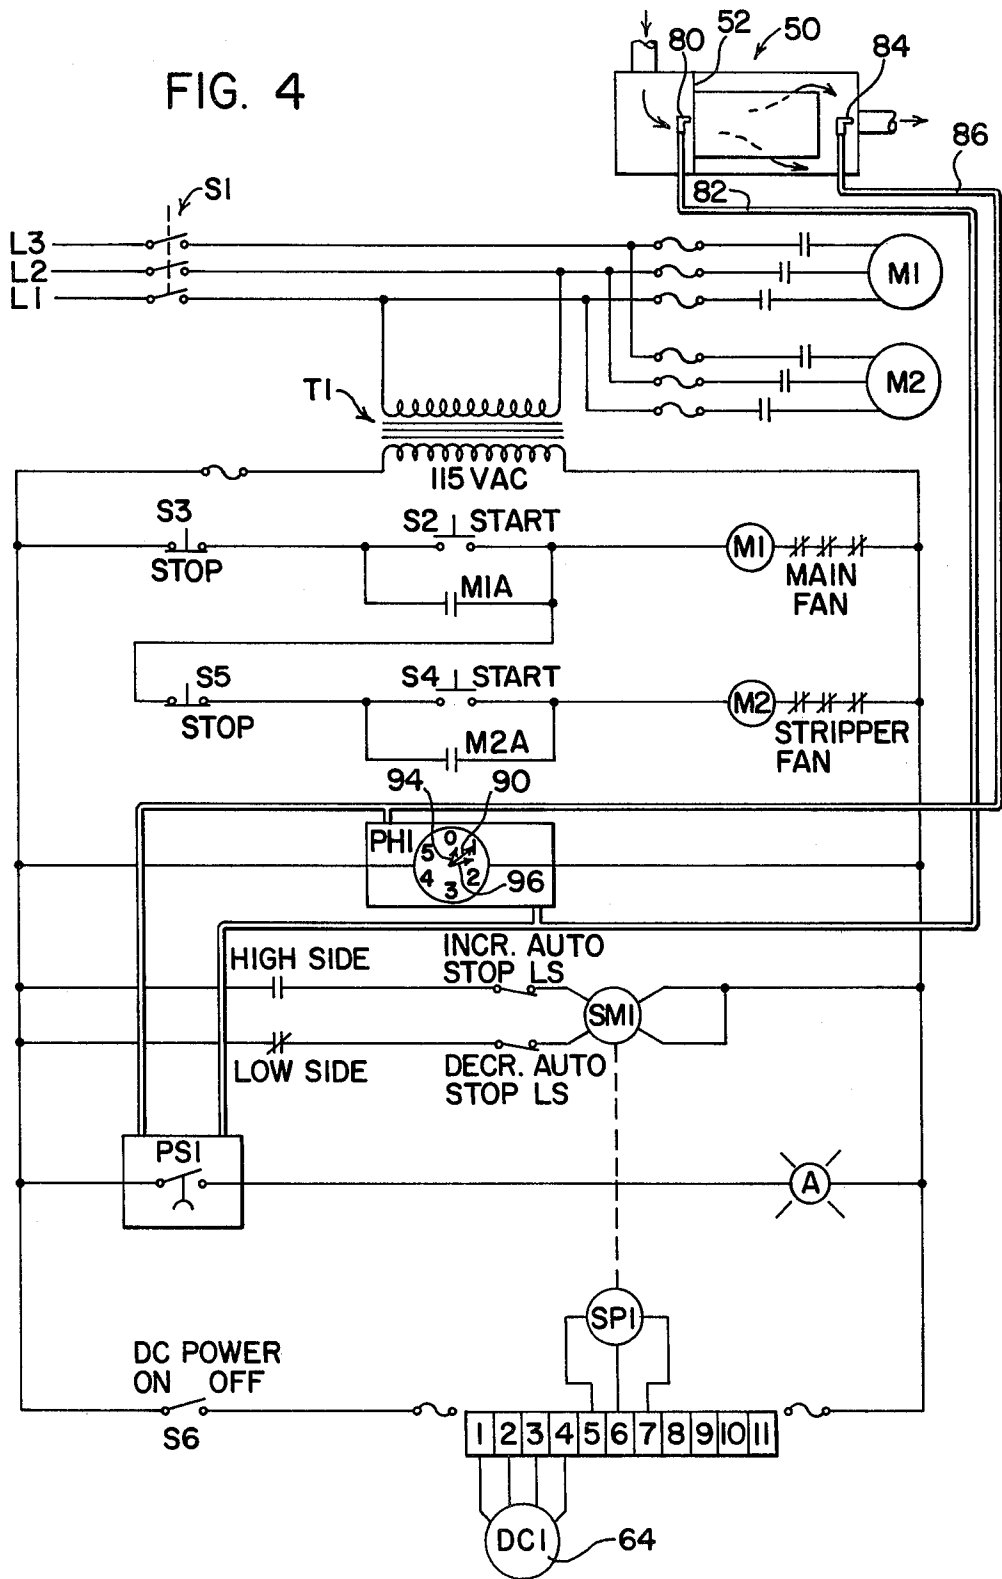 FIG. 4
52
50
80
84
86
82
S1
L3
L2
L1
M1
M2
T1
115 VAC
S3
STOP
S2 START
M1A
M1
MAIN
FAN
S5
STOP
S4 START
M2A
M2
STRIPPER
FAN
94
90
PH1
0
1
2
3
4
5
96
HIGH SIDE
INCR. AUTO
STOP LS
SM1
LOW SIDE
DECR. AUTO
STOP LS
PS1
A
SP1
DC POWER
ON OFF
S6
1 2 3 4 5 6 7 8 9 10 11
DC1
64